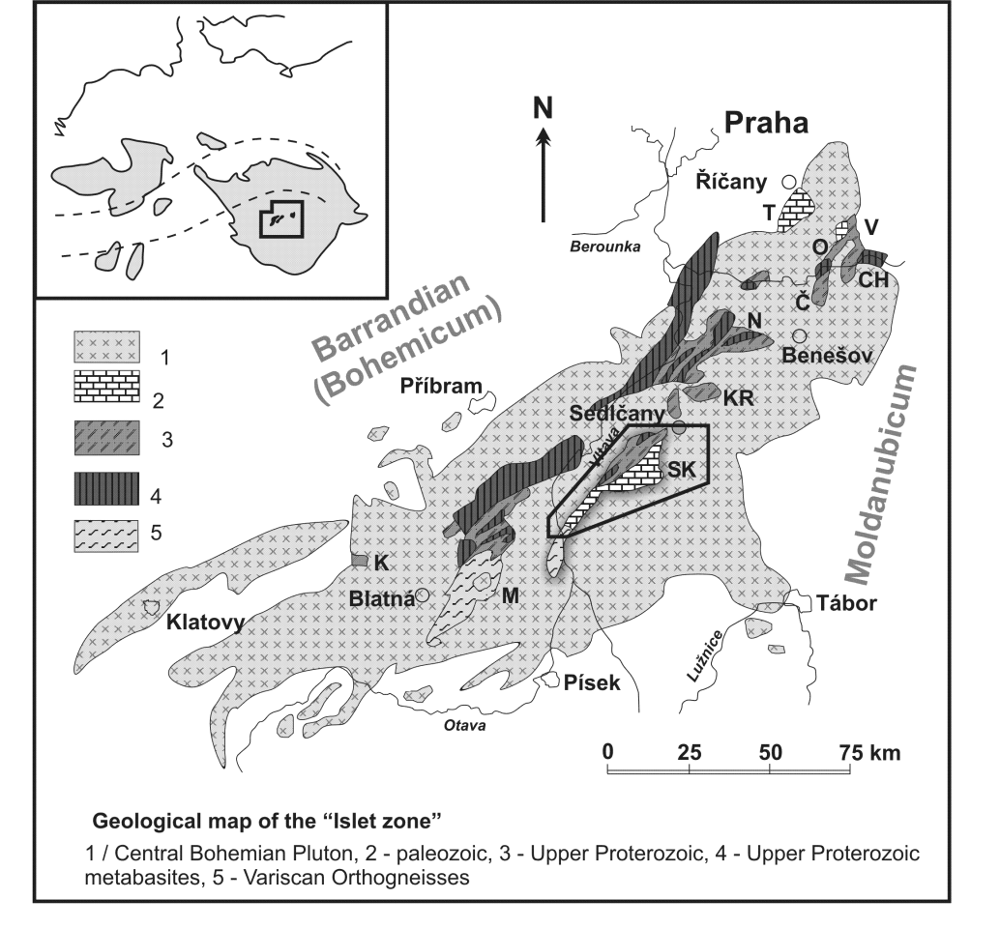 N
Praha
Říčany
T
Berounka
V
O
CH
Č
Barrandian
(Bohemicum)
N
Benešov
1
2
3
4
5
Příbram
KR
Sedlčany
Vltava
SK
Moldanubicum
K
Blatná
M
Klatovy
Tábor
Lužnice
Písek
Otava
0 25 50 75 km
Geological map of the “Islet zone”
1 / Central Bohemian Pluton, 2 - paleozoic, 3 - Upper Proterozoic, 4 - Upper Proterozoic
metabasites, 5 - Variscan Orthogneisses